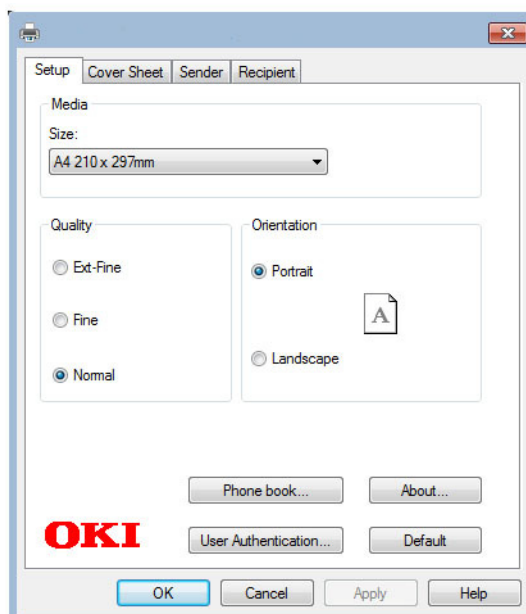 Setup Cover Sheet Sender Recipient
Media
Size:
A4 210 x 297mm
Quality
Orientation
Ext-Fine
Portrait
A
Fine
Landscape
Normal
Phone book... About...
OKI
User Authentication... Default
OK Cancel Apply Help